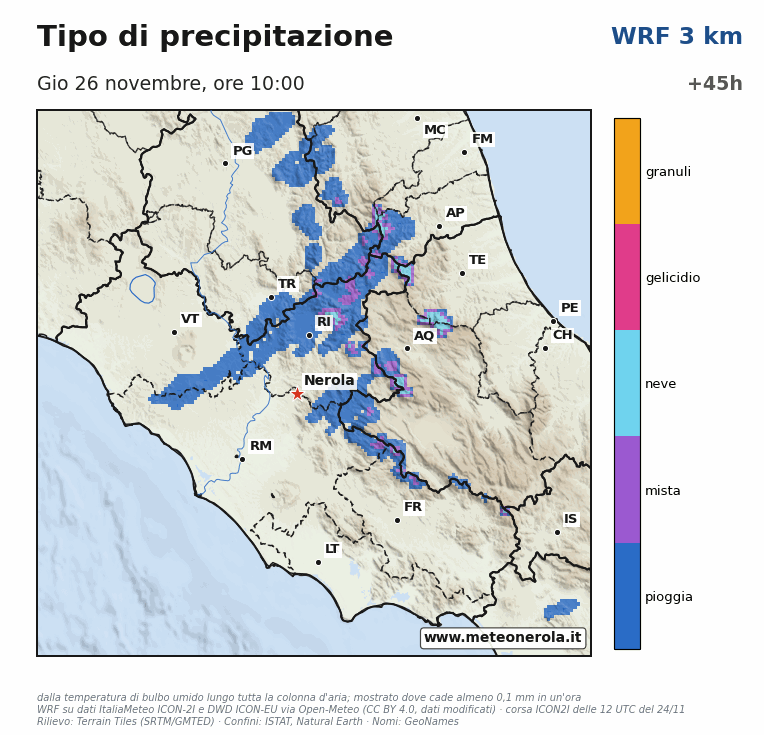 Tipo di precipitazione
WRF 3 km
Gio 26 novembre, ore 10:00
+45h
MC
FM
PG
AP
TE
TR
PE
VT
RI
AQ
CH
Nerola
RM
FR
IS
LT
www.meteonerola.it
granuli
gelicidio
neve
mista
pioggia
dalla temperatura di bulbo umido lungo tutta la colonna d'aria; mostrato dove cade almeno 0,1 mm in un'ora
WRF su dati ItaliaMeteo ICON-2I e DWD ICON-EU via Open-Meteo (CC BY 4.0, dati modificati) · corsa ICON2I delle 12 UTC del 24/11
Rilievo: Terrain Tiles (SRTM/GMTED) · Confini: ISTAT, Natural Earth · Nomi: GeoNames